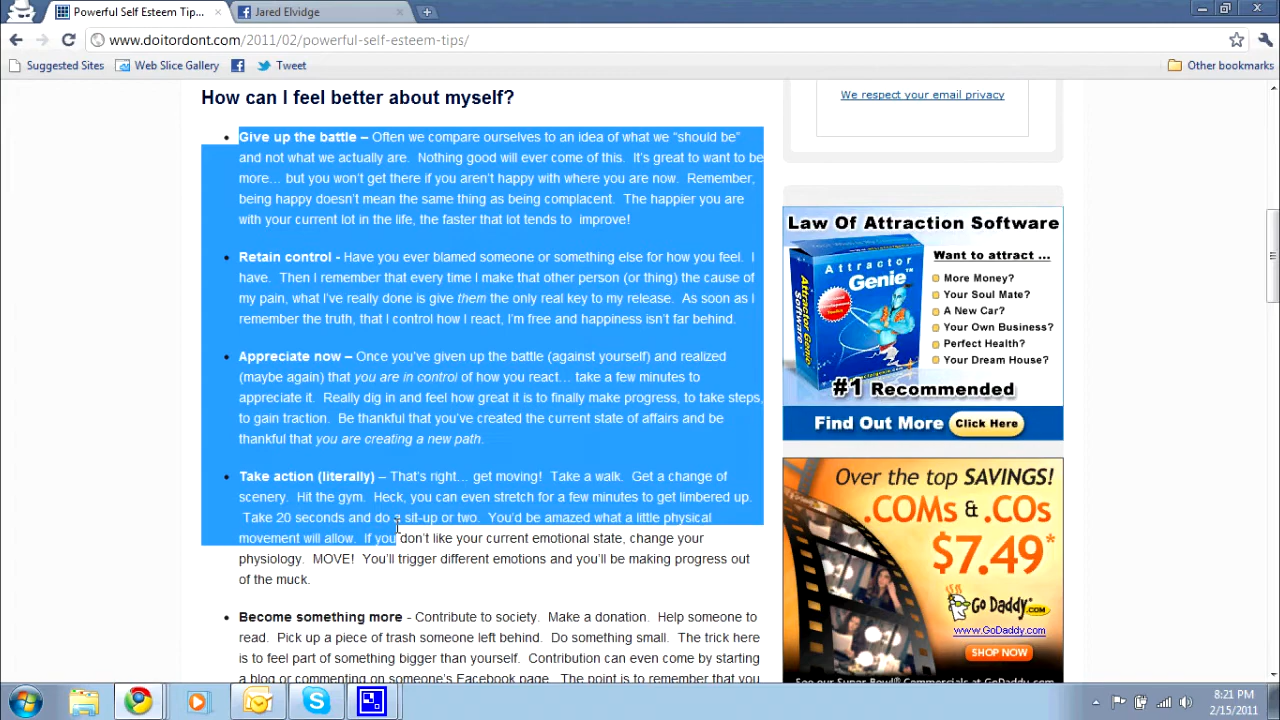 Powerful Self Esteem Tip...
Jared Elvidge
www.doitordont.com/2011/02/powerful-self-esteem-tips/
Suggested Sites
Web Slice Gallery
Tweet
Other bookmarks
How can I feel better about myself?
Give up the battle – Often we compare ourselves to an idea of what we “should be”
and not what we actually are. Nothing good will ever come of this. It’s great to want to be
more… but you won’t get there if you aren’t happy with where you are now. Remember,
being happy doesn’t mean the same thing as being complacent. The happier you are
with your current lot in the life, the faster that lot tends to improve!
Retain control - Have you ever blamed someone or something else for how you feel. I
have. Then I remember that every time I make that other person (or thing) the cause of
my pain, what I’ve really done is give them the only real key to my release. As soon as I
remember the truth, that I control how I react, I’m free and happiness isn’t far behind.
Appreciate now – Once you’ve given up the battle (against yourself) and realized
(maybe again) that you are in control of how you react… take a few minutes to
appreciate it. Really dig in and feel how great it is to finally make progress, to take steps,
to gain traction. Be thankful that you’ve created the current state of affairs and be
thankful that you are creating a new path.
Take action (literally) – That’s right… get moving! Take a walk. Get a change of
scenery. Hit the gym. Heck, you can even stretch for a few minutes to get limbered up.
Take 20 seconds and do a sit-up or two. You’d be amazed what a little physical
movement will allow. If you don’t like your current emotional state, change your
physiology. MOVE! You’ll trigger different emotions and you’ll be making progress out
of the muck.
Become something more - Contribute to society. Make a donation. Help someone to
read. Pick up a piece of trash someone left behind. Do something small. The trick here
is to feel part of something bigger than yourself. Contribution can even come by starting
a blog or commenting on someone’s Facebook page. The point is to remember that you
We respect your email privacy
Law Of Attraction Software
Attractor
Genie™
Want to attract ...
More Money?
Your Soul Mate?
A New Car?
Your Own Business?
Perfect Health?
Your Dream House?
#1 Recommended
Find Out More Click Here
Over the top SAVINGS!
.COMs & .COs
$7.49*
Go Daddy.COM
www.GoDaddy.com
SHOP NOW
See our Super Bowl® Commercials at GoDaddy.com
8:21 PM
2/15/2011